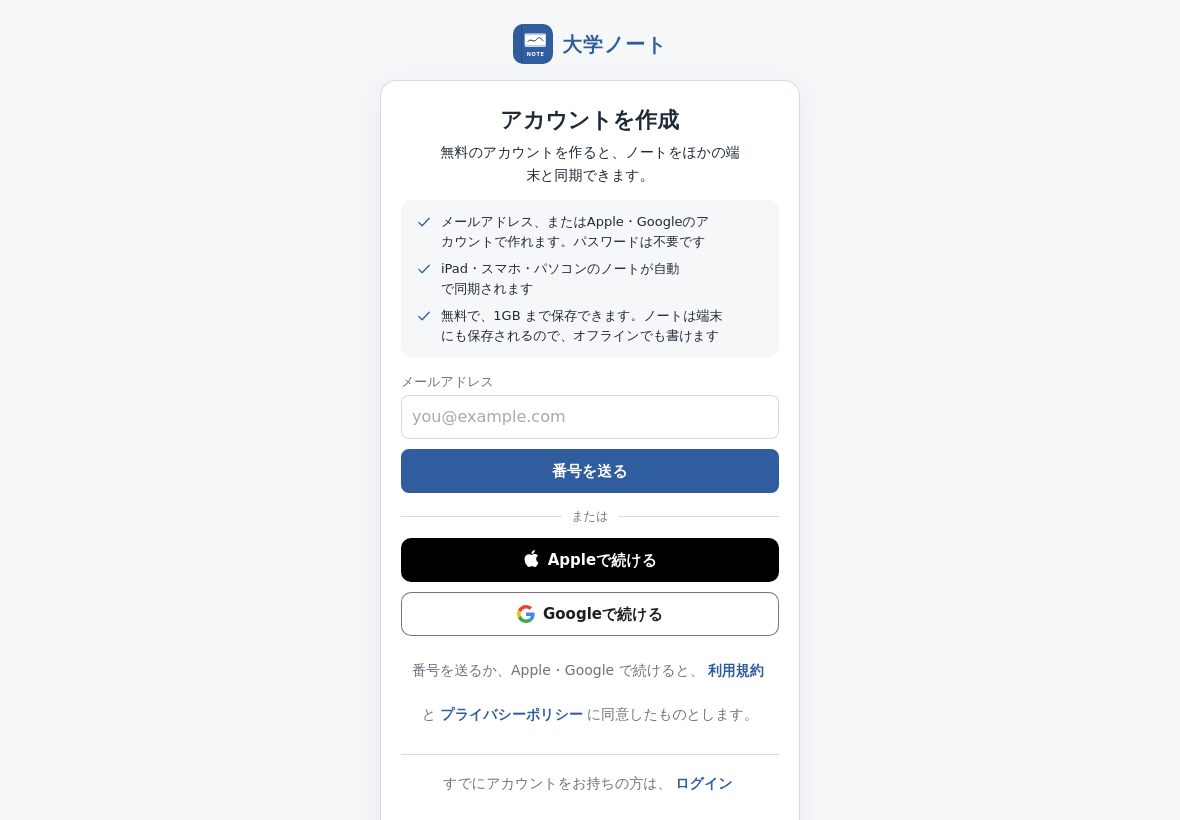 NOTE
大学ノート
アカウントを作成
無料のアカウントを作ると、ノートをほかの端
末と同期できます。
メールアドレス、またはApple・Googleのア
カウントで作れます。パスワードは不要です
iPad・スマホ・パソコンのノートが自動
で同期されます
無料で、1GB まで保存できます。ノートは端末
にも保存されるので、オフラインでも書けます
メールアドレス
you@example.com
番号を送る
または
Appleで続ける
Googleで続ける
番号を送るか、Apple・Google で続けると、 利用規約
と プライバシーポリシー に同意したものとします。
すでにアカウントをお持ちの方は、 ログイン